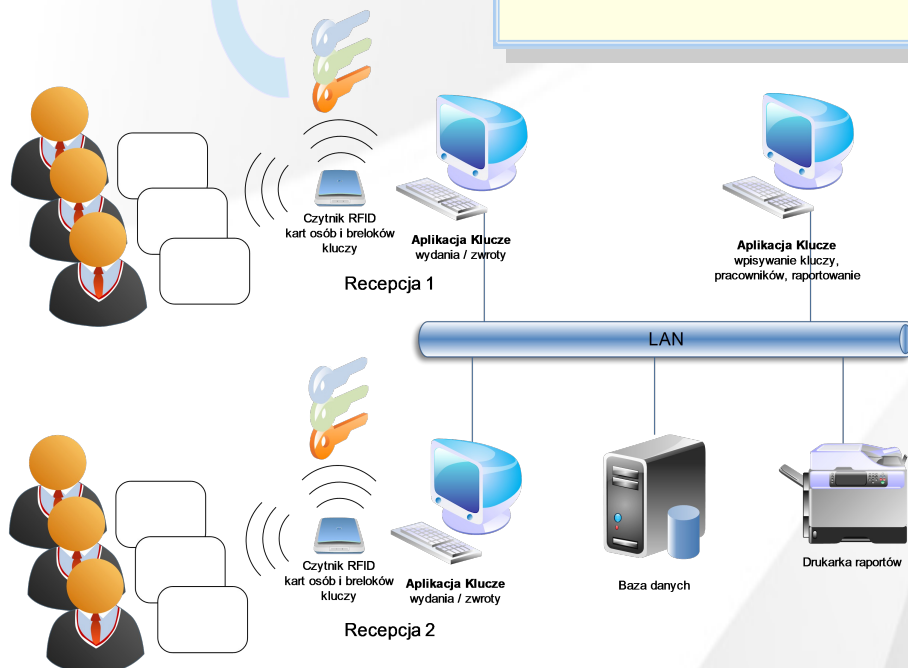 Czytnik RFID
kart osób i breloków
kluczy
Aplikacja Klucze
wydania / zwroty
Recepcja 1
Aplikacja Klucze
wpisywanie kluczy,
pracowników, raportowanie
LAN
Czytnik RFID
kart osób i breloków
kluczy
Aplikacja Klucze
wydania / zwroty
Recepcja 2
Baza danych
Drukarka raportów